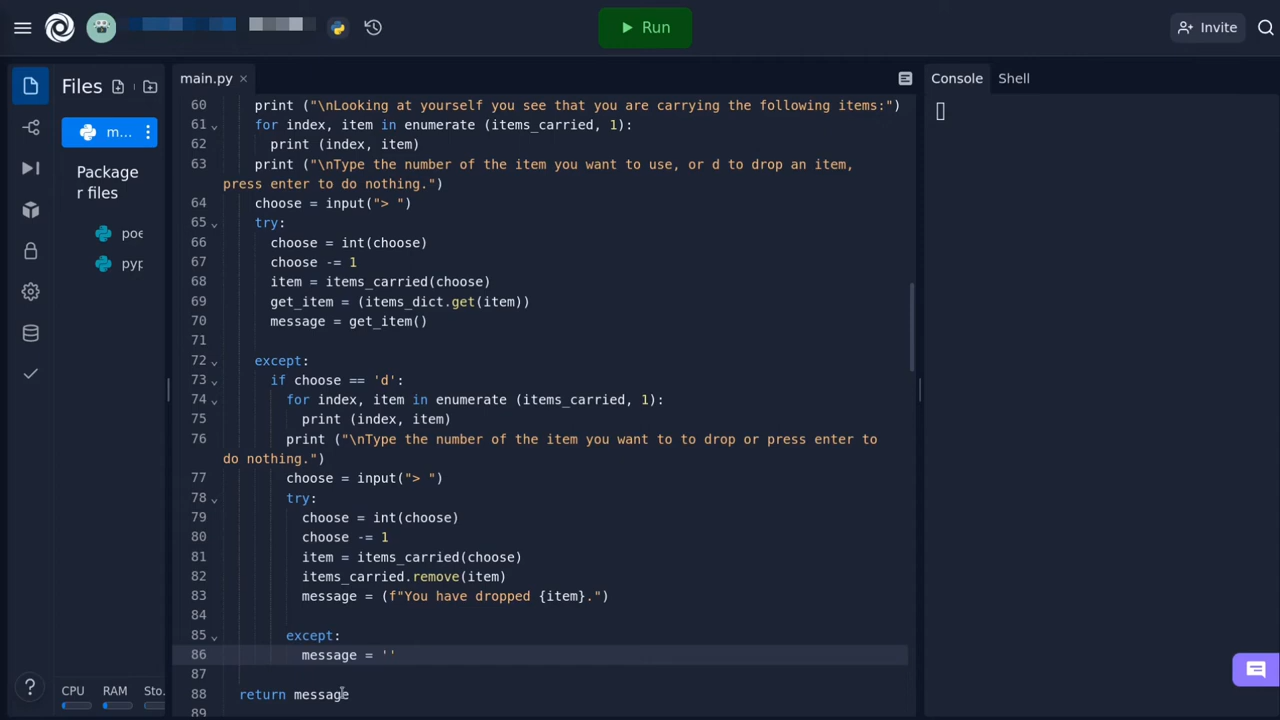 Run
Invite
Files
main.py
Console
Shell
m...
Package
r files
poe
pyp
60 print ("\nLooking at yourself you see that you are carrying the following items:")
61 for index, item in enumerate (items_carried, 1):
62 print (index, item)
63 print ("\nType the number of the item you want to use, or d to drop an item,
press enter to do nothing.")
64 choose = input("> ")
65 try:
66 choose = int(choose)
67 choose -= 1
68 item = items_carried(choose)
69 get_item = (items_dict.get(item))
70 message = get_item()
71
72 except:
73 if choose == 'd':
74 for index, item in enumerate (items_carried, 1):
75 print (index, item)
76 print ("\nType the number of the item you want to to drop or press enter to
do nothing.")
77 choose = input("> ")
78 try:
79 choose = int(choose)
80 choose -= 1
81 item = items_carried(choose)
82 items_carried.remove(item)
83 message = (f"You have dropped {item}.")
84
85 except:
86 message = ''
87
88 return message
89
CPU RAM Sto.